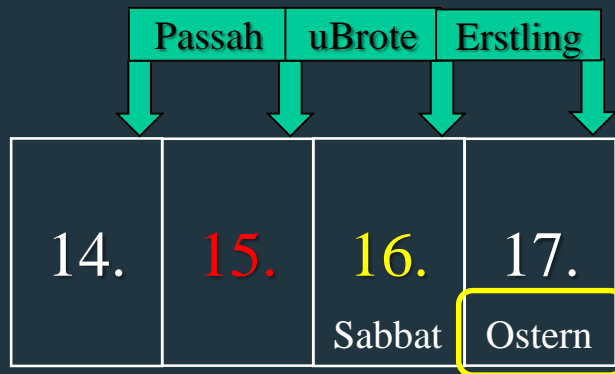 Passah uBrote Erstling
14. 15. 16. 17.
Sabbat Ostern